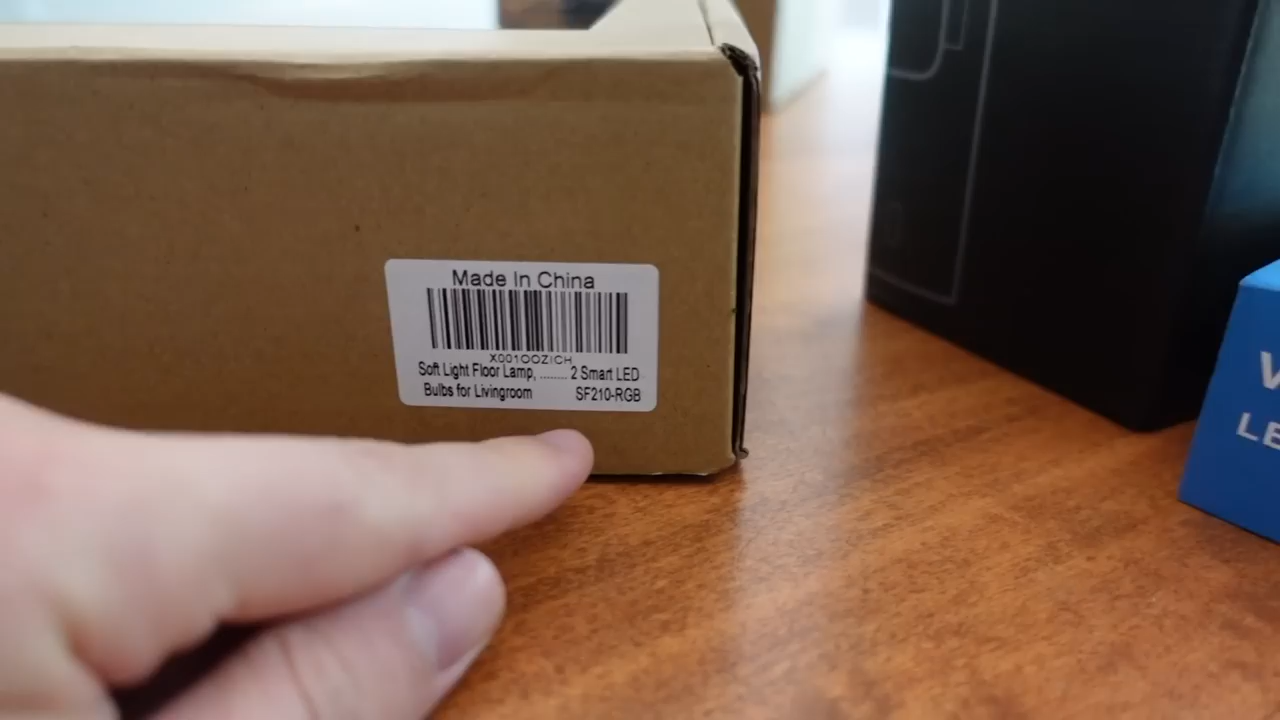 Made In China
X001OOZICH
Soft Light Floor Lamp, ........ 2 Smart LED
Bulbs for Livingroom SF210-RGB